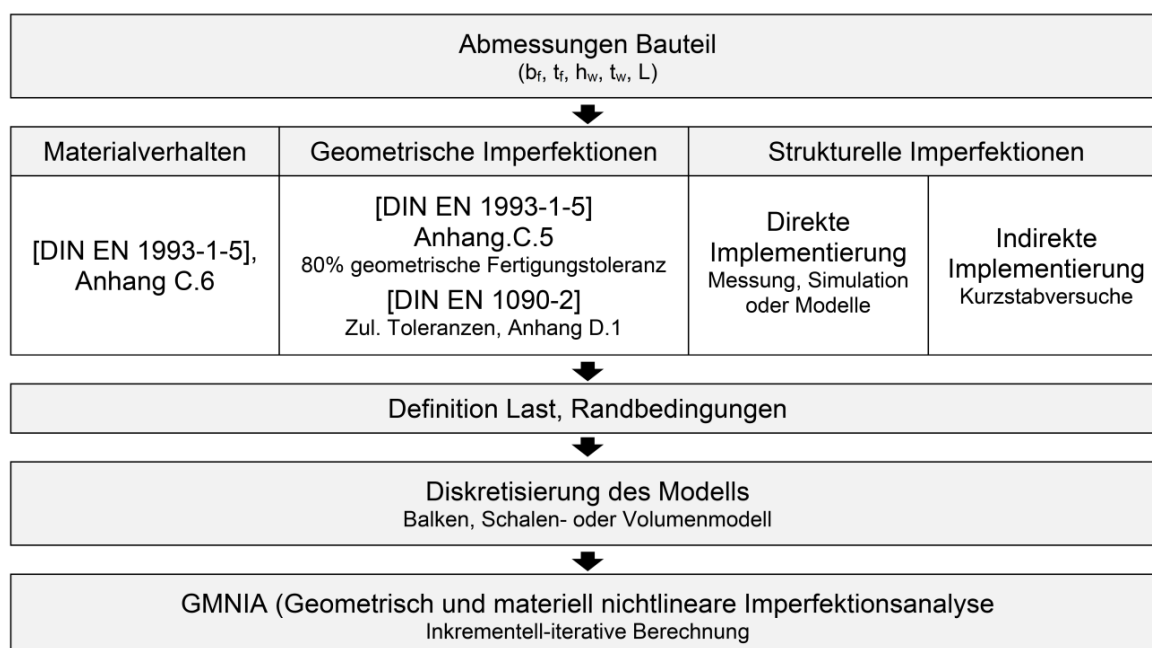 Abmessungen Bauteil
(bf, tf, hw, tw, L)
Materialverhalten
Geometrische Imperfektionen
Strukturelle Imperfektionen
[DIN EN 1993-1-5],
Anhang C.6
[DIN EN 1993-1-5]
Anhang.C.5
80% geometrische Fertigungstoleranz
[DIN EN 1090-2]
Zul. Toleranzen, Anhang D.1
Direkte
Implementierung
Messung, Simulation
oder Modelle
Indirekte
Implementierung
Kurzstabversuche
Definition Last, Randbedingungen
Diskretisierung des Modells
Balken, Schalen- oder Volumenmodell
GMNIA (Geometrisch und materiell nichtlineare Imperfektionsanalyse
Inkrementell-iterative Berechnung